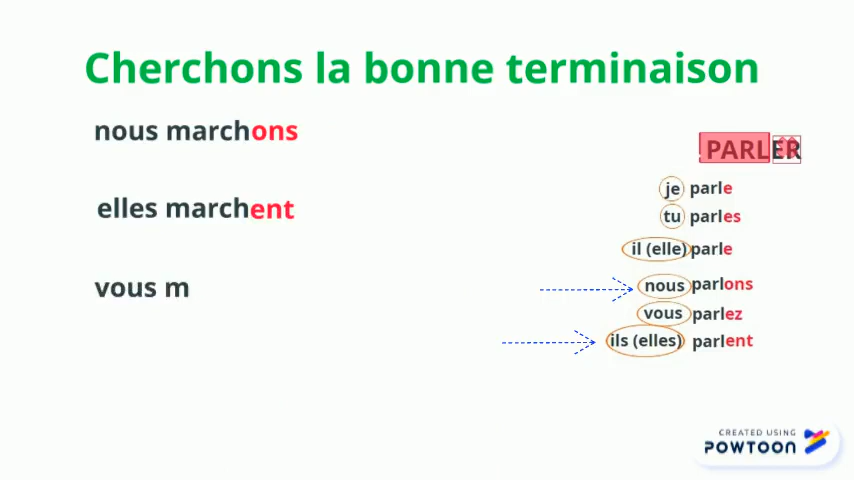 Cherchons la bonne terminaison
nous marchons
elles marchent
vous m
PARLER
je parle
tu parles
il (elle) parle
nous parlons
vous parlez
ils (elles) parlent
CREATED USING
POWTOON